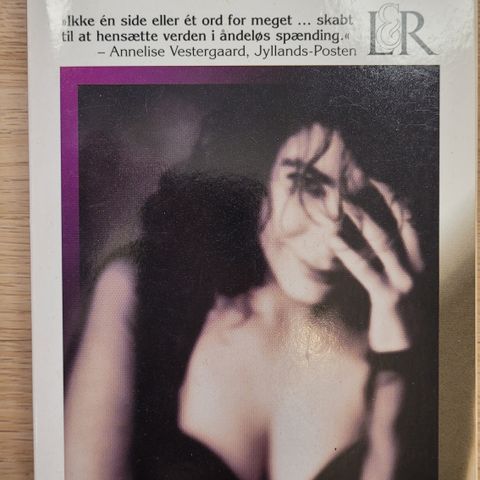 »Ikke én side eller ét ord for meget ... skabt
til at hensætte verden i åndeløs spænding.«
– Annelise Vestergaard, Jyllands-Posten
L&R